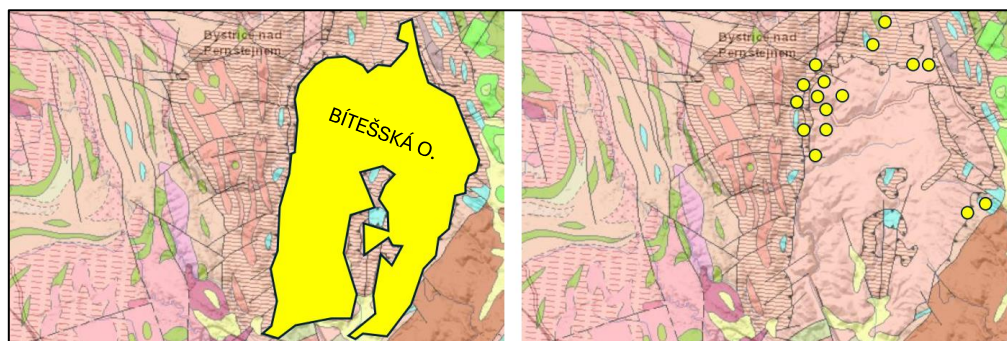 Bystřice nad
Pernštejnem
BÍTEŠSKÁ O.
Bystřice nad
Pernštejnem